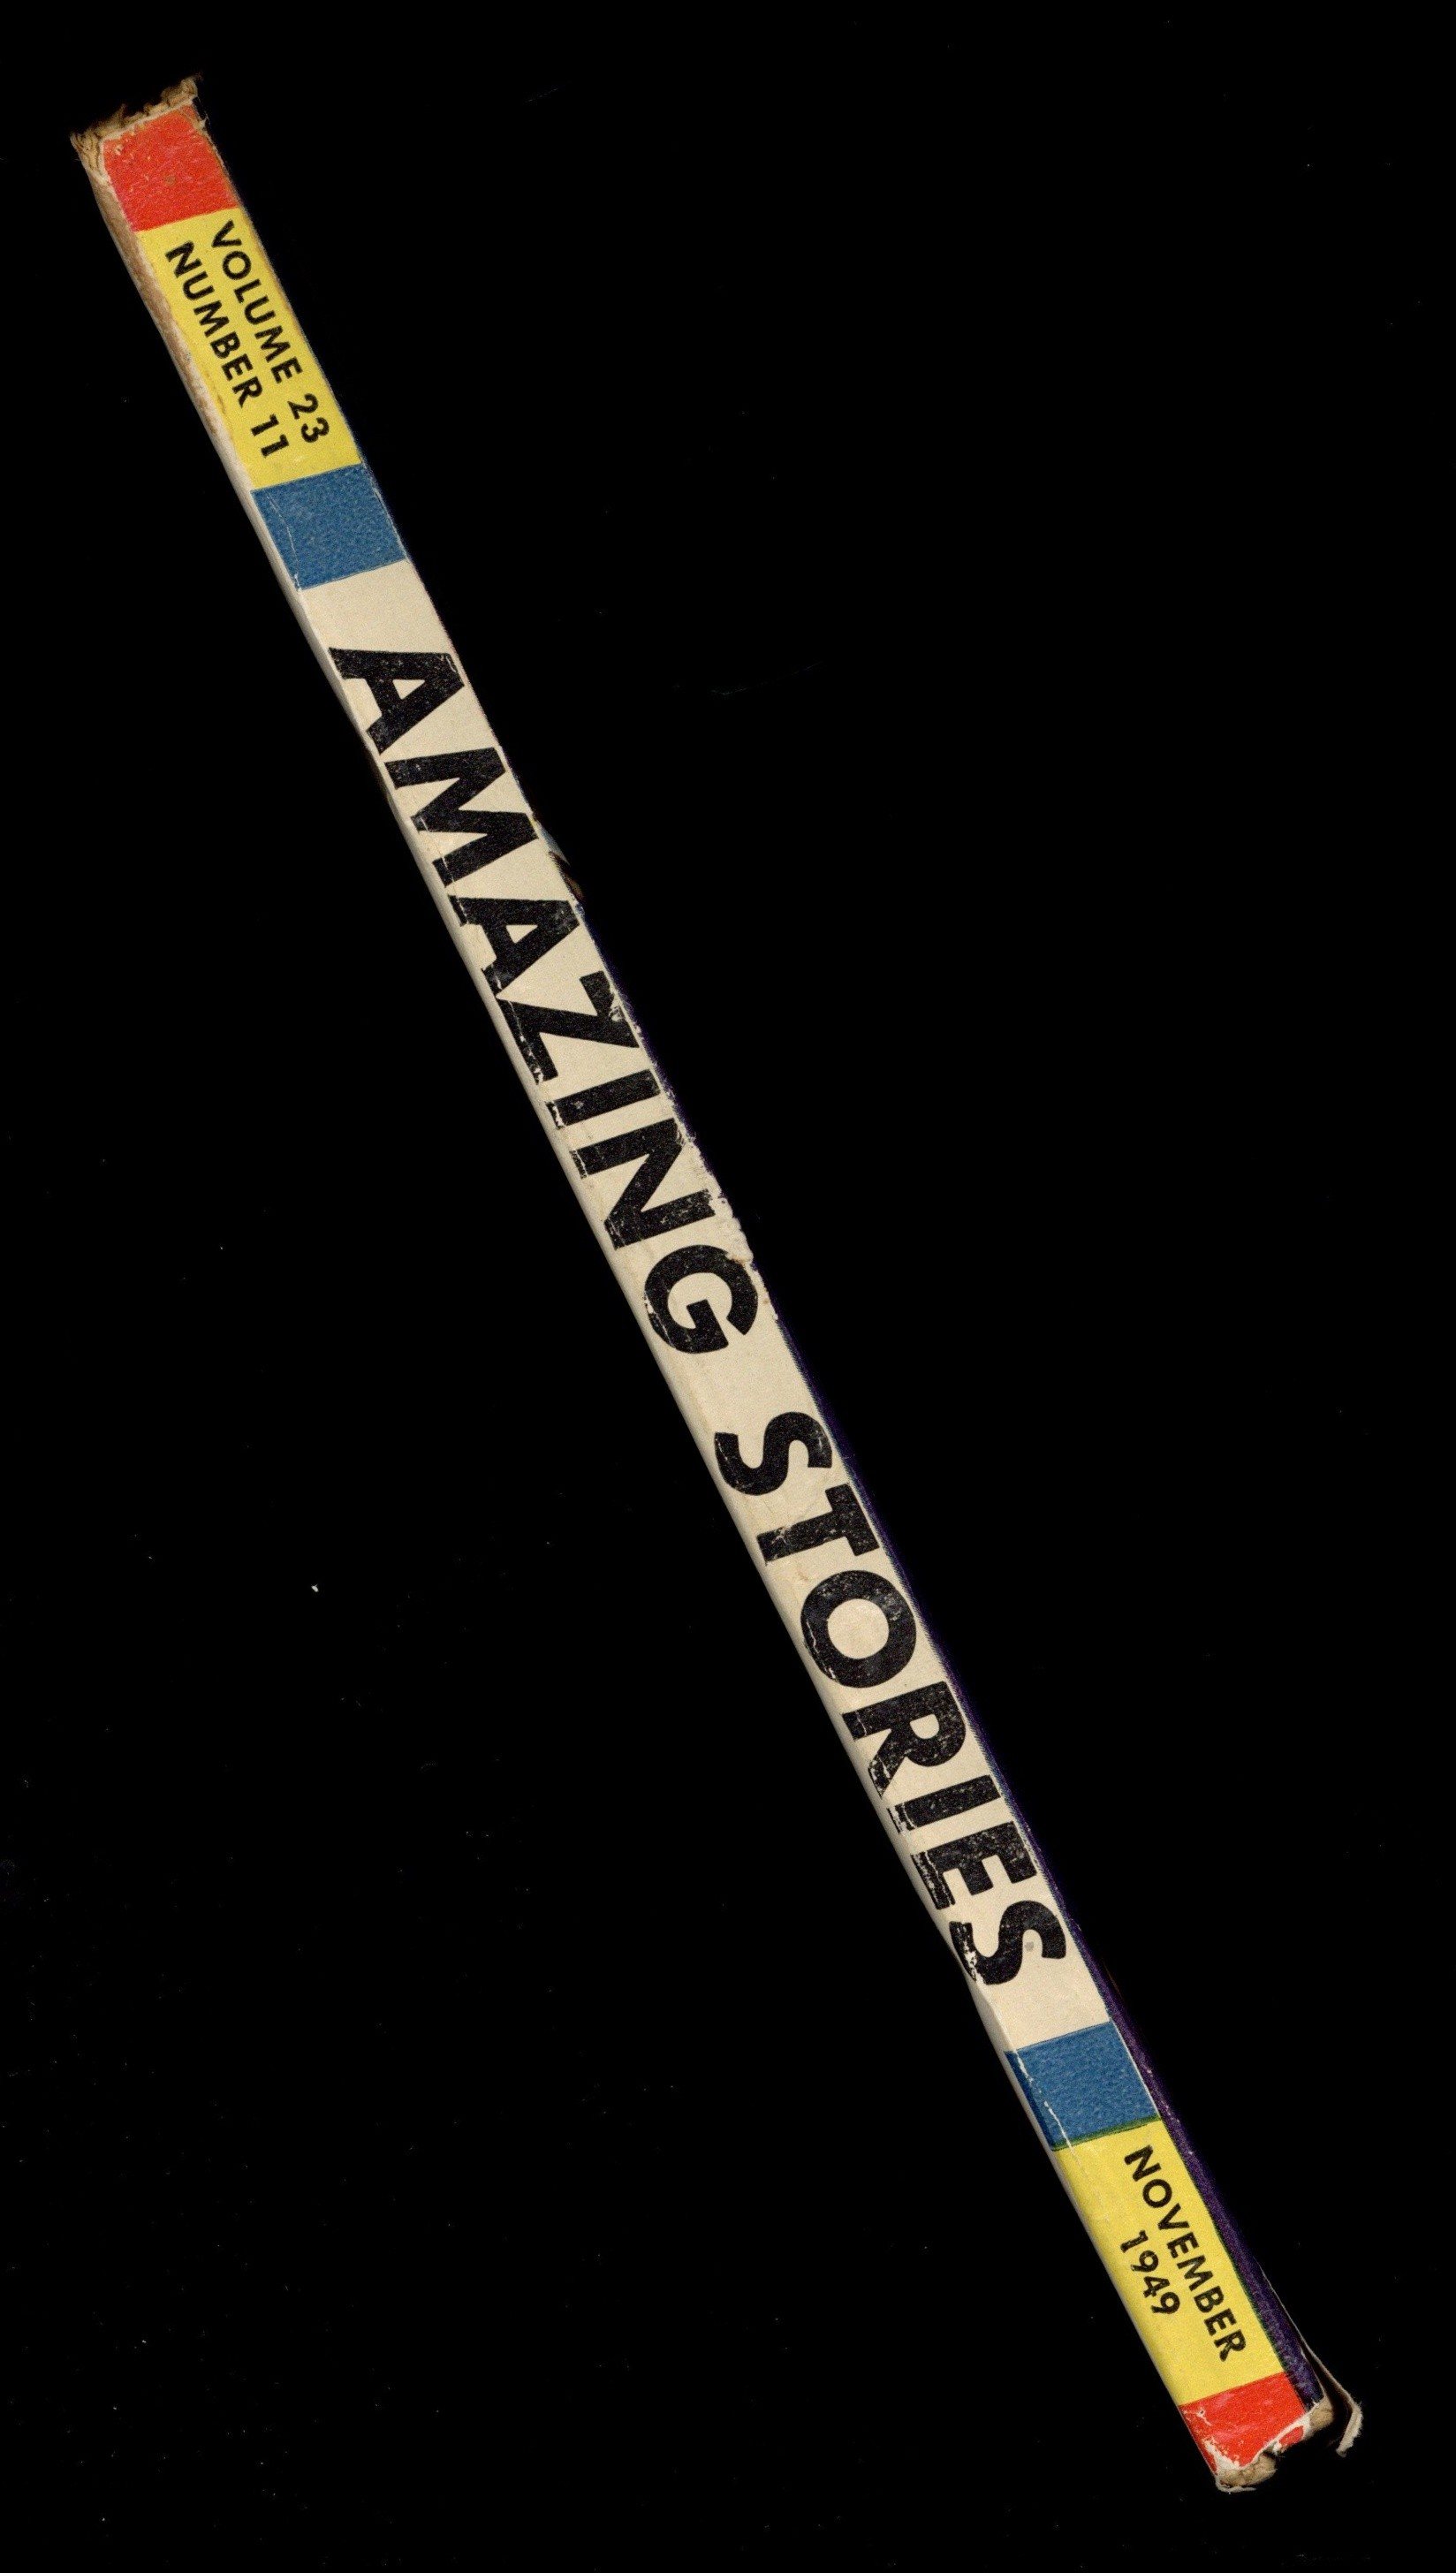 VOLUME 23
NUMBER 11
AMAZING STORIES
NOVEMBER
1949